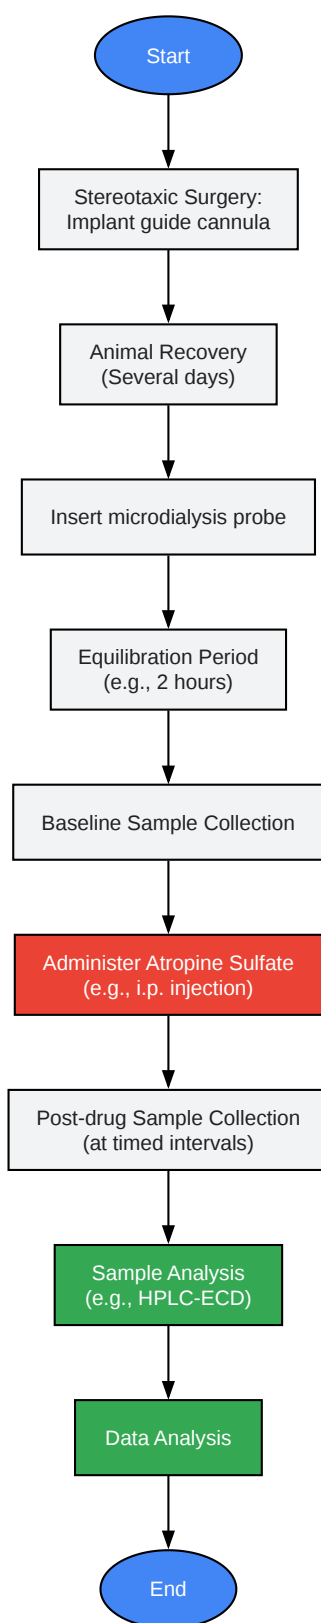 Start
Stereotaxic Surgery:
Implant guide cannula
Animal Recovery
(Several days)
Insert microdialysis probe
Equilibration Period
(e.g., 2 hours)
Baseline Sample Collection
Administer Atropine Sulfate
(e.g., i.p. injection)
Post-drug Sample Collection
(at timed intervals)
Sample Analysis
(e.g., HPLC-ECD)
Data Analysis
End